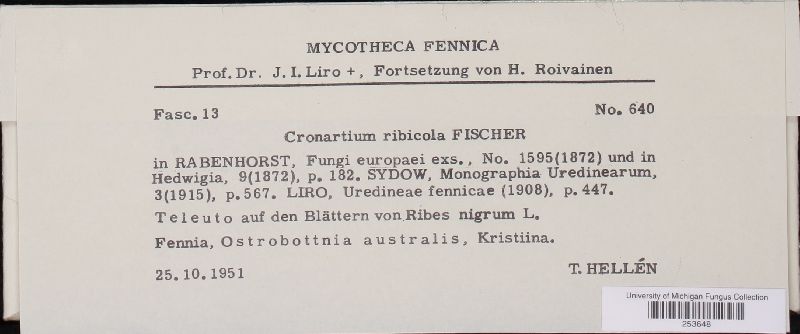 MYCOTHECA FENNICA
Prof. Dr. J. I. Liro +, Fortsetzung von H. Roivainen
Fasc. 13
No. 640
Cronartium ribicola FISCHER
in RABENHORST, Fungi europaei exs., No. 1595(1872) und in
Hedwigia, 9(1872), p. 182. SYDOW, Monographia Uredinearum,
3(1915), p. 567. LIRO, Uredineae fennicae (1908), p. 447.
Teleuto auf den Blättern von Ribes nigrum L.
Fennia, Ostrobottnia australis, Kristiina.
25. 10. 1951
T. HELLÉN
University of Michigan Fungus Collection
253648